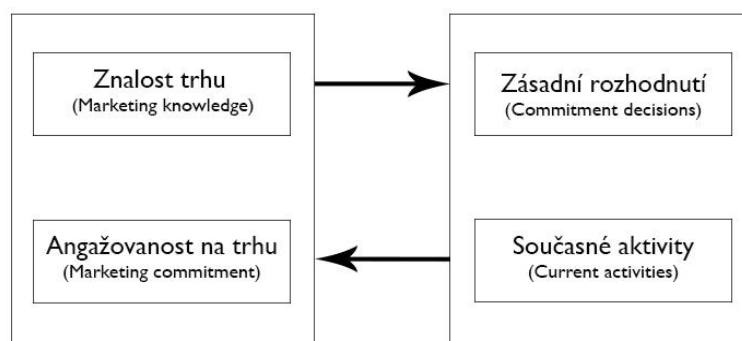 Znalost trhu
(Marketing knowledge)
Zásadní rozhodnutí
(Commitment decisions)
Angažovanost na trhu
(Marketing commitment)
Současné aktivity
(Current activities)